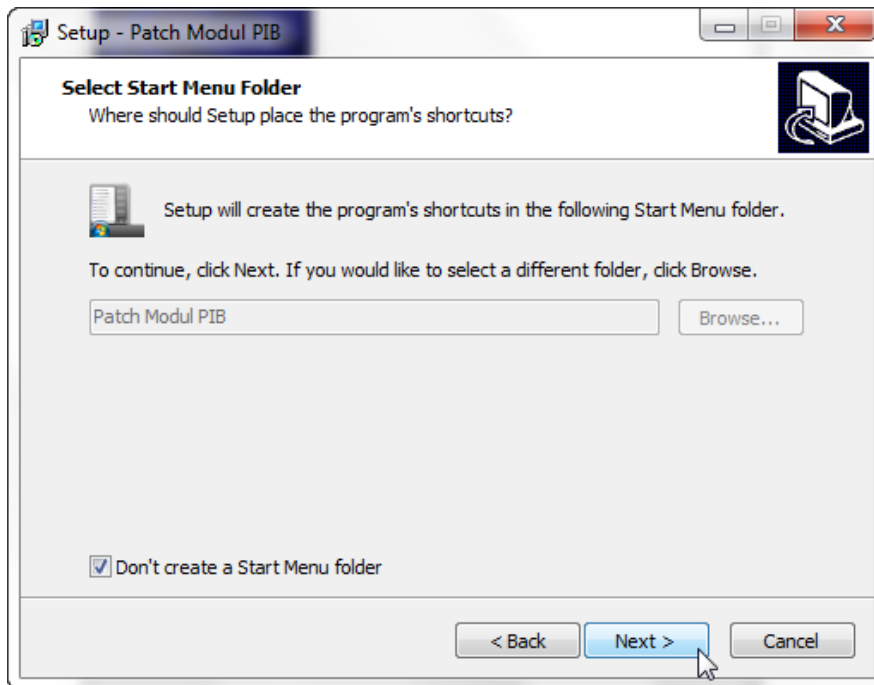 Setup - Patch Modul PIB
Select Start Menu Folder
Where should Setup place the program's shortcuts?
Setup will create the program's shortcuts in the following Start Menu folder.
To continue, click Next. If you would like to select a different folder, click Browse.
Patch Modul PIB
Browse...
Don't create a Start Menu folder
< Back
Next >
Cancel